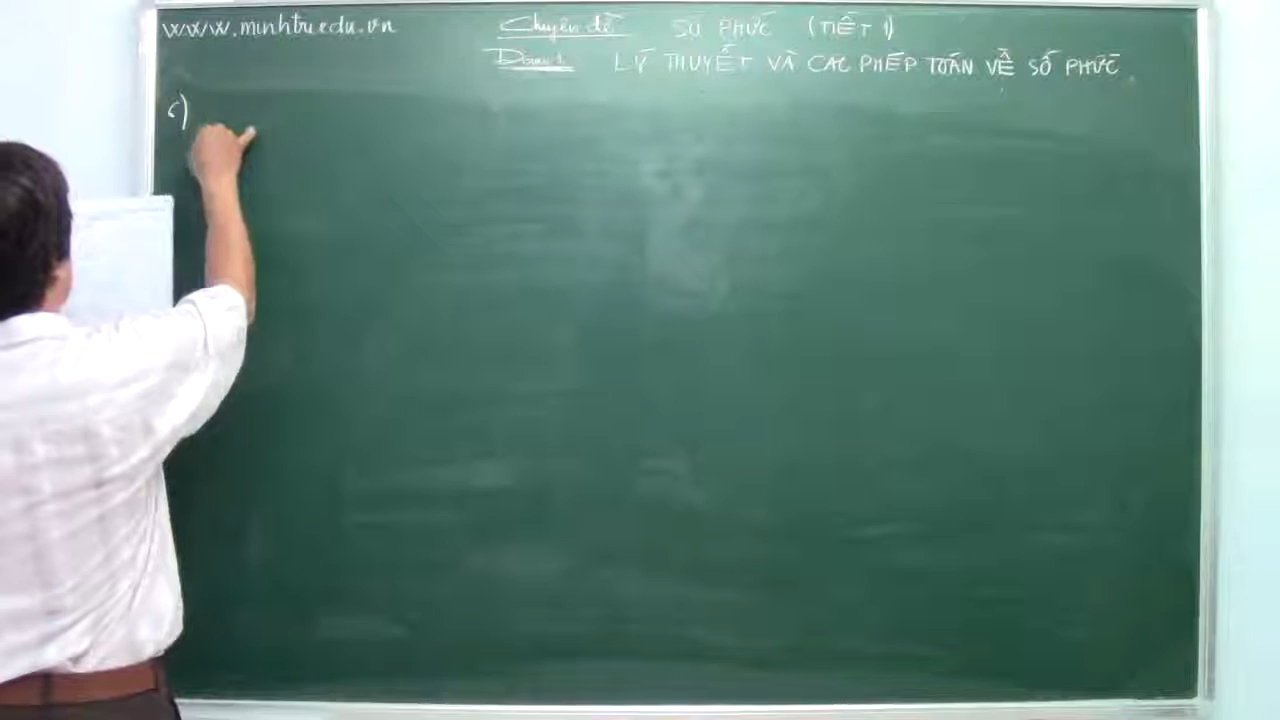 www.minhtuedu.vn
Chuyên đề SỐ PHỨC (TIẾT 1)
Dạng 1. LÝ THUYẾT VÀ CÁC PHÉP TOÁN VỀ SỐ PHỨC
c)